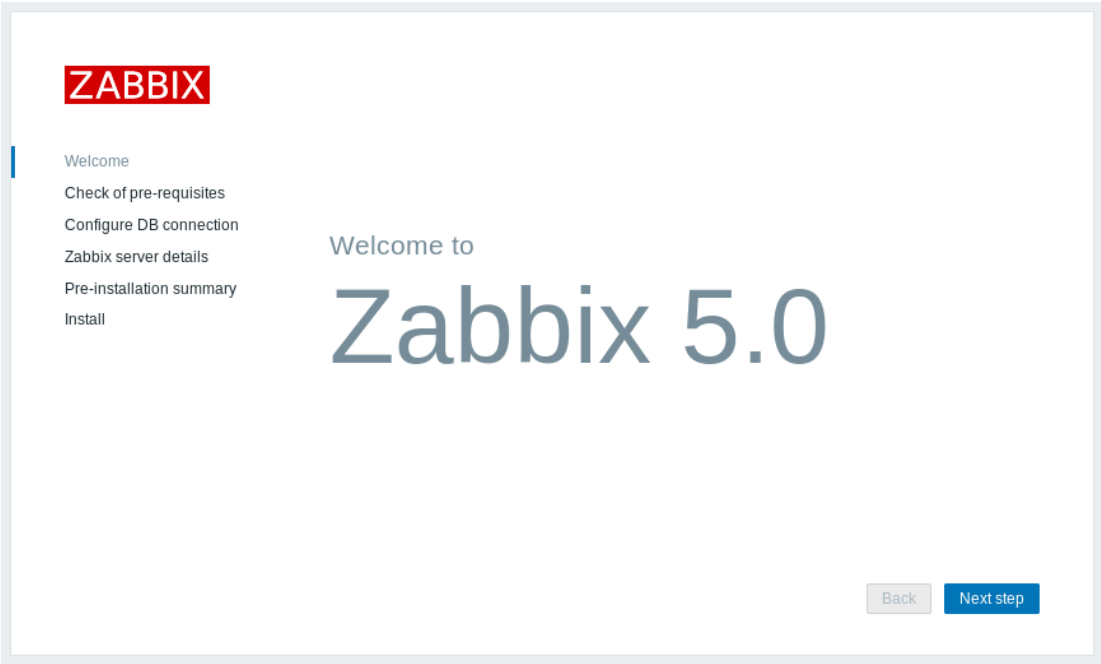 ZABBIX
Welcome
Check of pre-requisites
Configure DB connection
Zabbix server details
Pre-installation summary
Install
Welcome to
Zabbix 5.0
Back
Next step